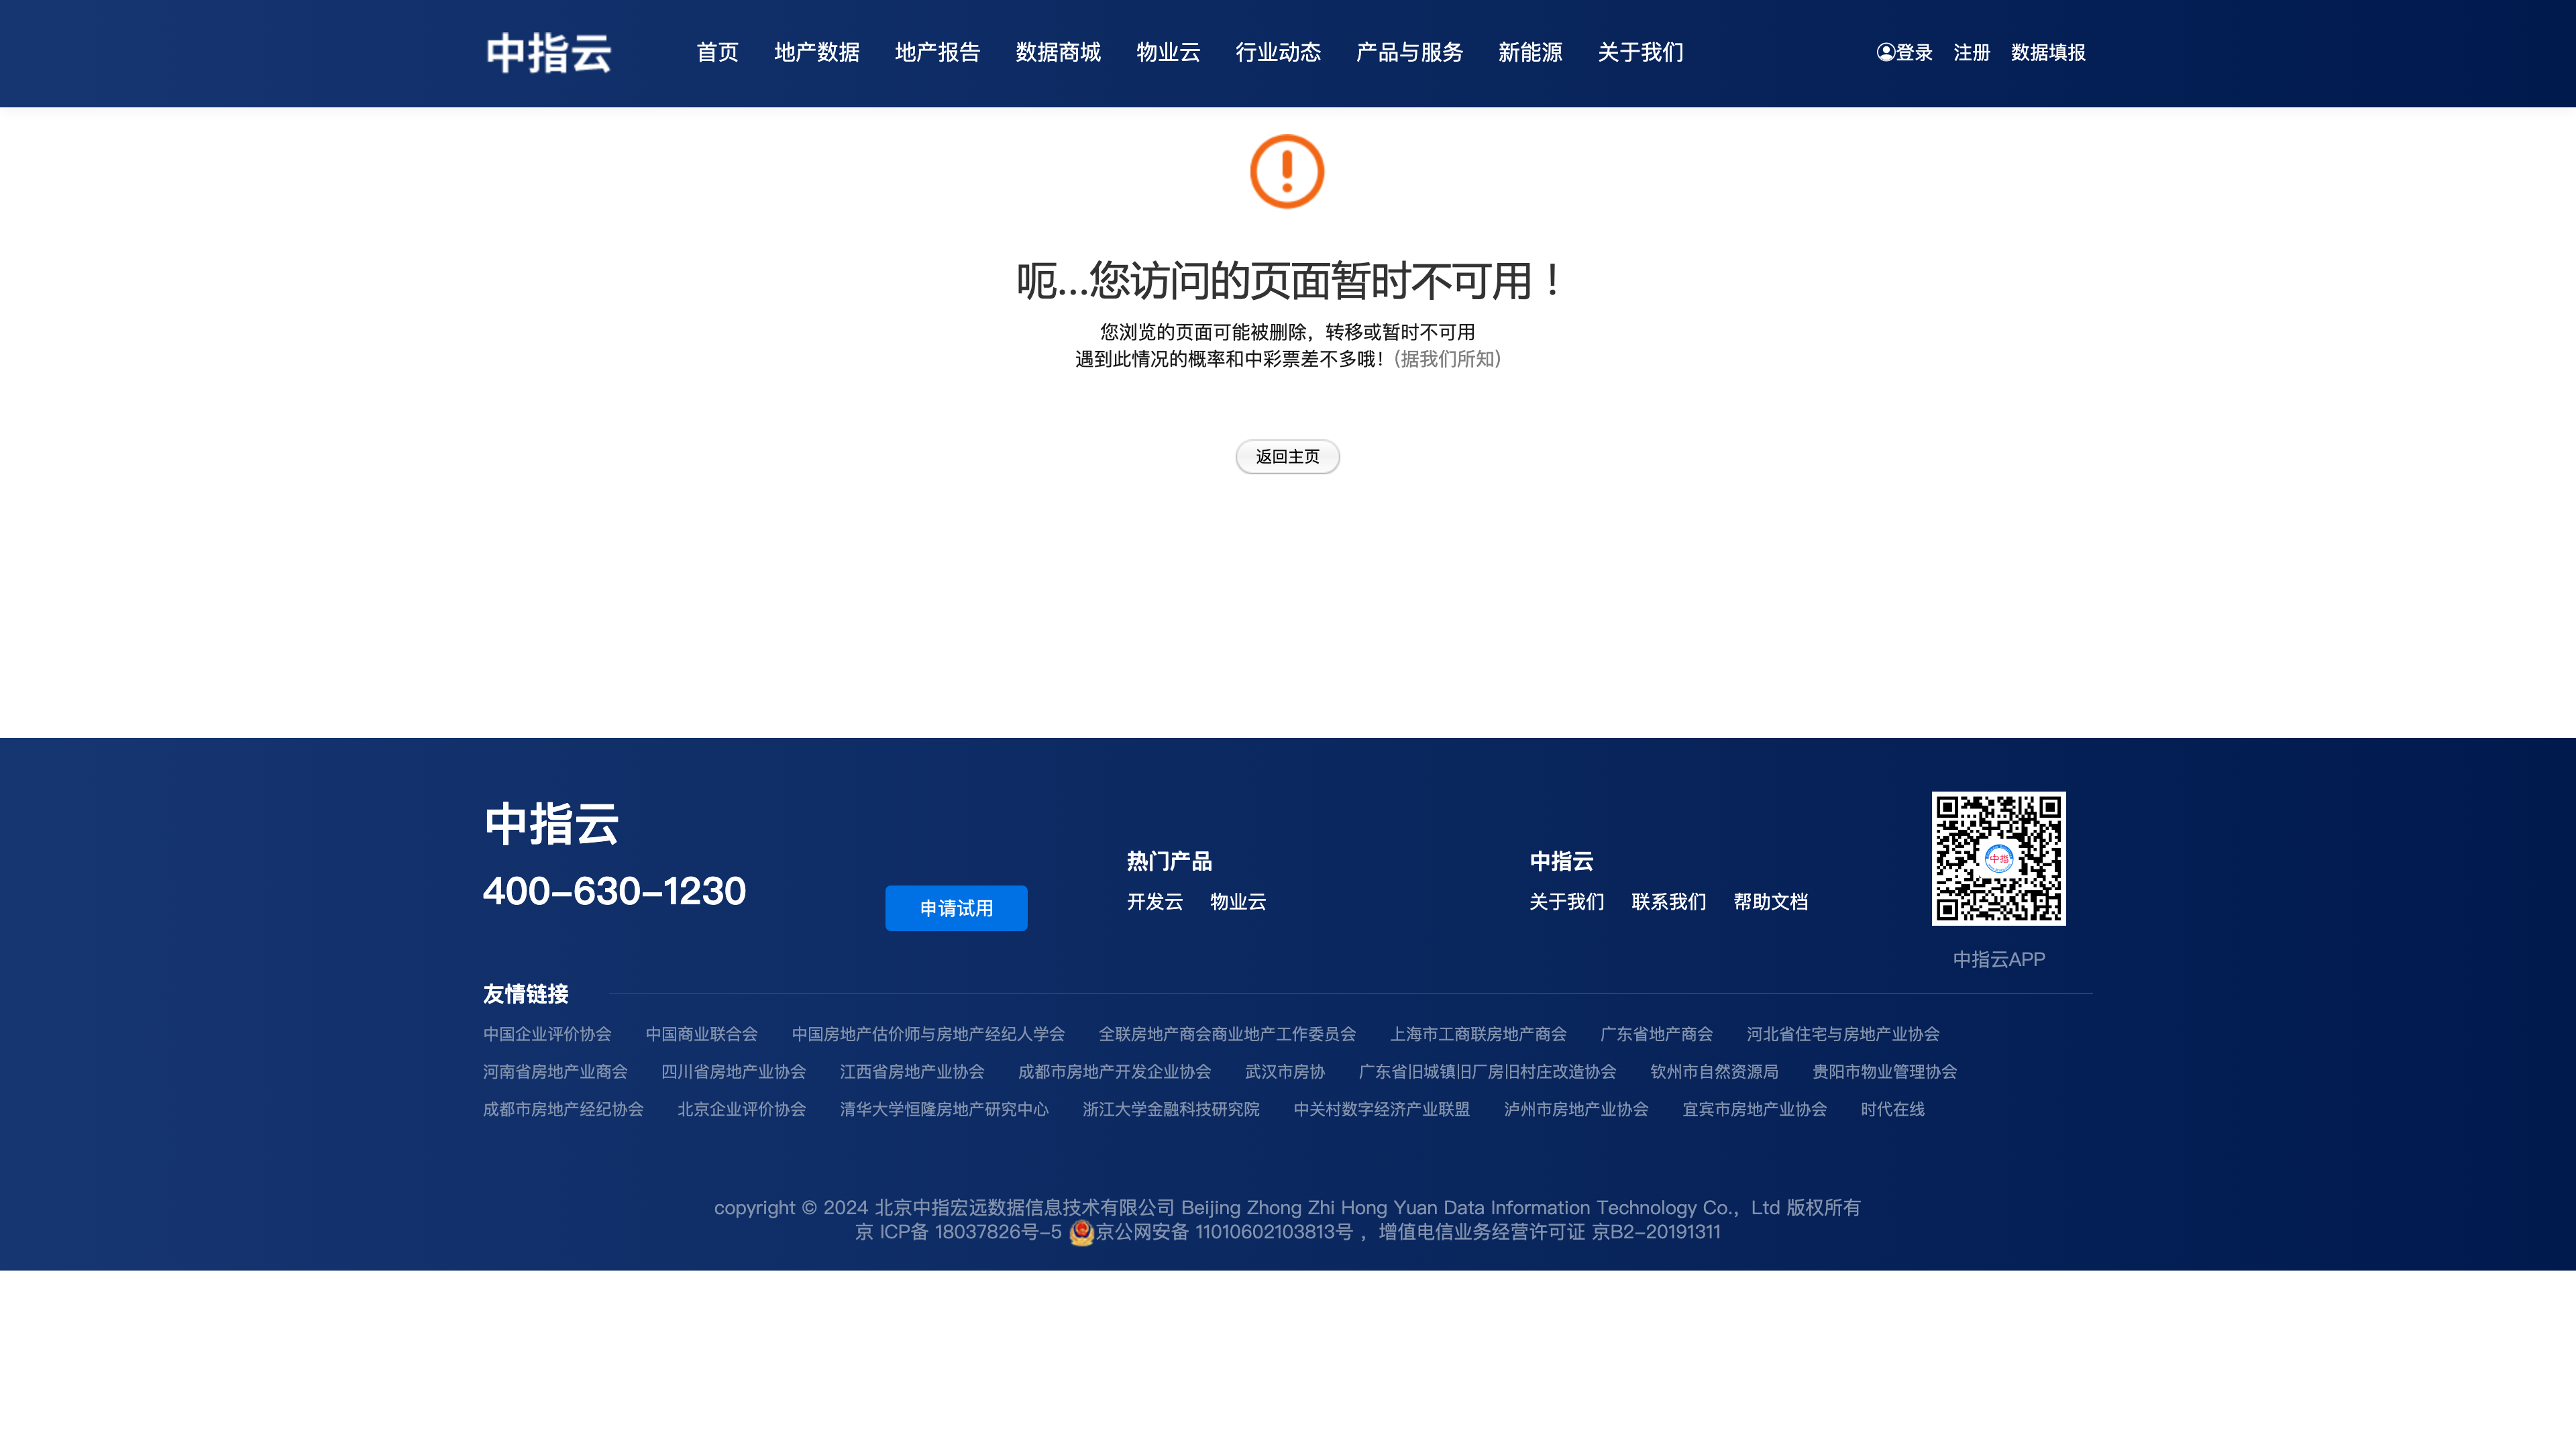 中指云 首页 地产数据 地产报告 数据商城 物业云 行业动态 产品与服务 新能源 关于我们 登录 注册 数据填报
呃...您访问的页面暂时不可用！
您浏览的页面可能被删除，转移或暂时不可用
遇到此情况的概率和中彩票差不多哦！(据我们所知)
返回主页
中指云
400-630-1230
申请试用
热门产品
开发云 物业云
中指云
关于我们 联系我们 帮助文档
中指
中指云APP
友情链接
中国企业评价协会 中国商业联合会 中国房地产估价师与房地产经纪人学会 全联房地产商会商业地产工作委员会 上海市工商联房地产商会 广东省地产商会 河北省住宅与房地产业协会
河南省房地产业商会 四川省房地产业协会 江西省房地产业协会 成都市房地产开发企业协会 武汉市房协 广东省旧城镇旧厂房旧村庄改造协会 钦州市自然资源局 贵阳市物业管理协会
成都市房地产经纪协会 北京企业评价协会 清华大学恒隆房地产研究中心 浙江大学金融科技研究院 中关村数字经济产业联盟 泸州市房地产业协会 宜宾市房地产业协会 时代在线
copyright © 2024 北京中指宏远数据信息技术有限公司 Beijing Zhong Zhi Hong Yuan Data Information Technology Co.，Ltd 版权所有
京 ICP备 18037826号-5 京公网安备 11010602103813号 ，增值电信业务经营许可证 京B2-20191311